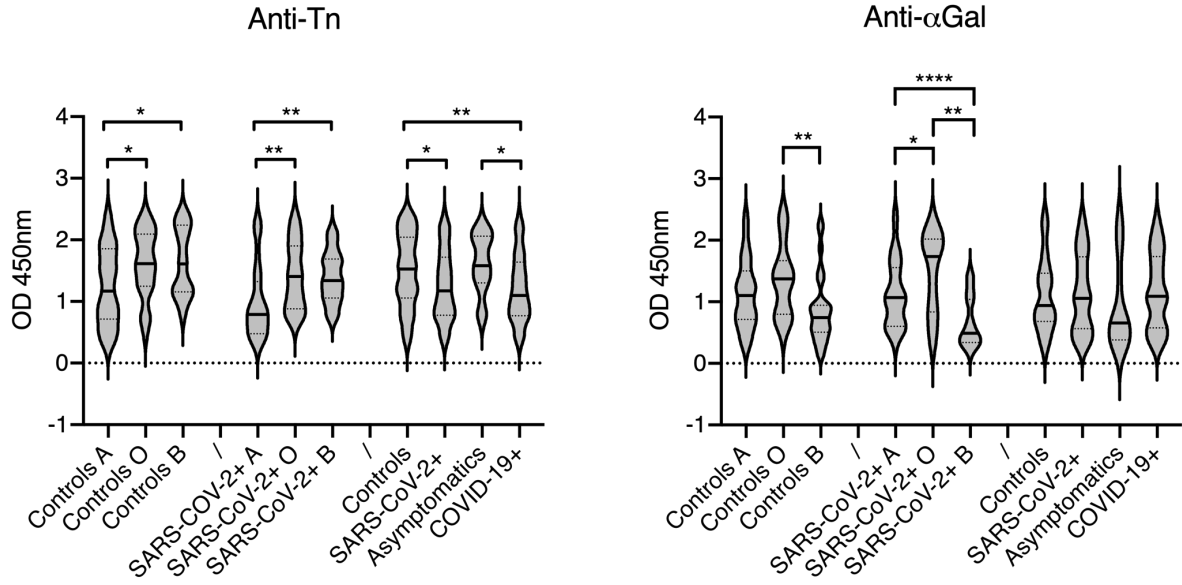 Anti-Tn
OD 450nm
4
3
2
1
0
-1
*
*
**
**
**
*
*
Controls A
Controls O
Controls B
/
SARS-COV-2+ A
SARS-CoV-2+ O
SARS-CoV-2+ B
/
Controls
SARS-CoV-2+
Asymptomatics
COVID-19+
Anti-αGal
OD 450nm
4
3
2
1
0
-1
**
****
**
*
Controls A
Controls O
Controls B
/
SARS-CoV-2+ A
SARS-CoV-2+ O
SARS-CoV-2+ B
/
Controls
SARS-CoV-2+
Asymptomatics
COVID-19+